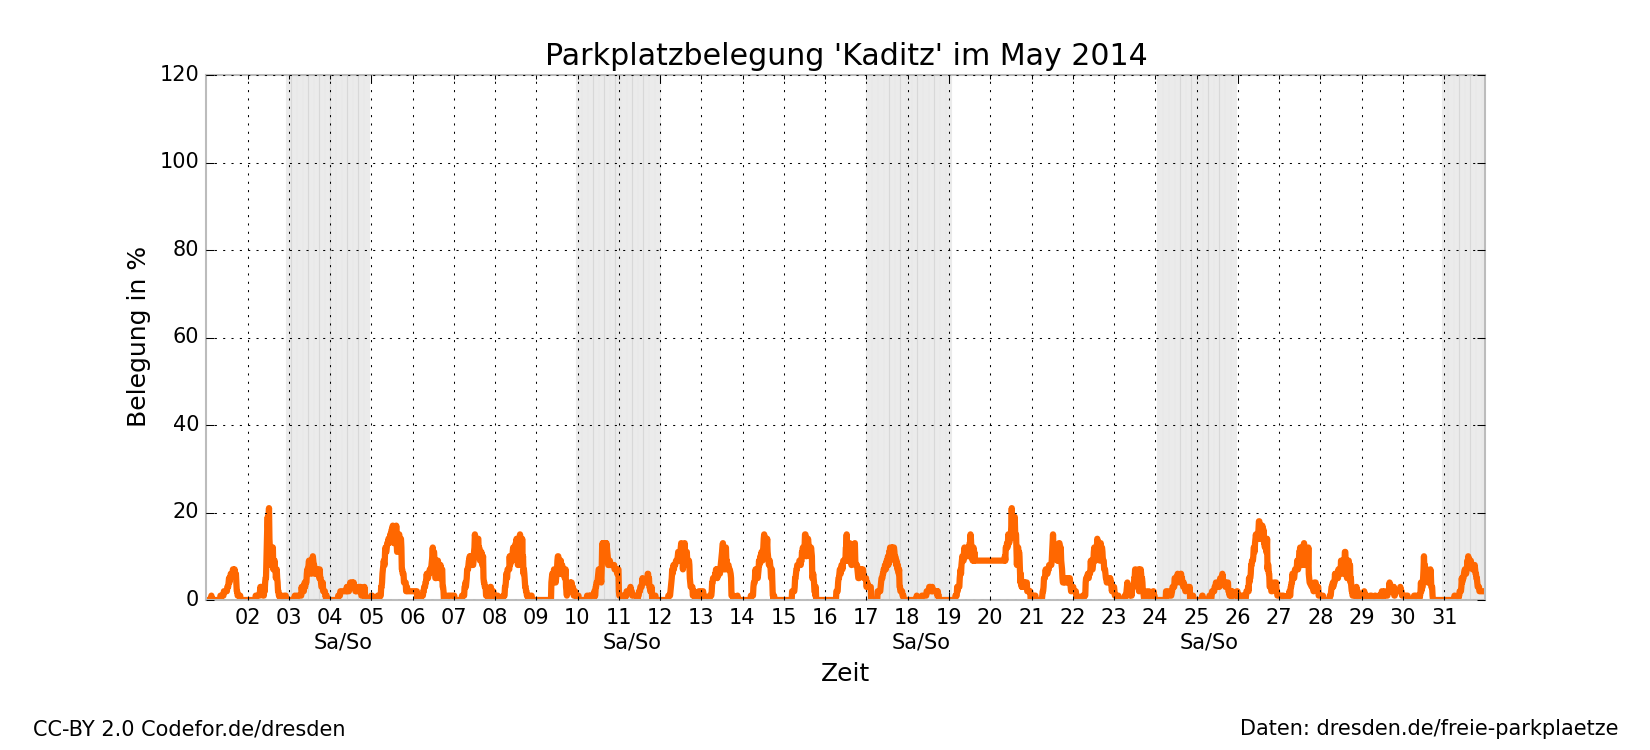 Parkplatzbelegung 'Kaditz' im May 2014
120
100
80
60
40
20
0
Belegung in %
02 03 04 05 06 07 08 09 10 11 12 13 14 15 16 17 18 19 20 21 22 23 24 25 26 27 28 29 30 31
Sa/So Sa/So Sa/So Sa/So
Zeit
CC-BY 2.0 Codefor.de/dresden
Daten: dresden.de/freie-parkplaetze